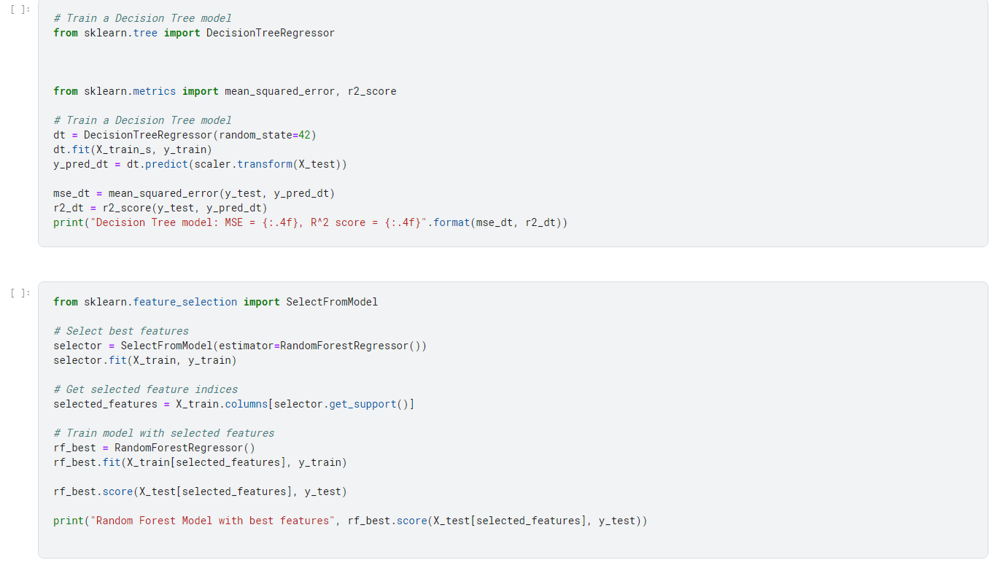 [ ]:
# Train a Decision Tree model
from sklearn.tree import DecisionTreeRegressor
from sklearn.metrics import mean_squared_error, r2_score
# Train a Decision Tree model
dt = DecisionTreeRegressor(random_state=42)
dt.fit(X_train_s, y_train)
y_pred_dt = dt.predict(scaler.transform(X_test))
mse_dt = mean_squared_error(y_test, y_pred_dt)
r2_dt = r2_score(y_test, y_pred_dt)
print("Decision Tree model: MSE = {:.4f}, R^2 score = {:.4f}".format(mse_dt, r2_dt))
[ ]:
from sklearn.feature_selection import SelectFromModel
# Select best features
selector = SelectFromModel(estimator=RandomForestRegressor())
selector.fit(X_train, y_train)
# Get selected feature indices
selected_features = X_train.columns[selector.get_support()]
# Train model with selected features
rf_best = RandomForestRegressor()
rf_best.fit(X_train[selected_features], y_train)
rf_best.score(X_test[selected_features], y_test)
print("Random Forest Model with best features", rf_best.score(X_test[selected_features], y_test))